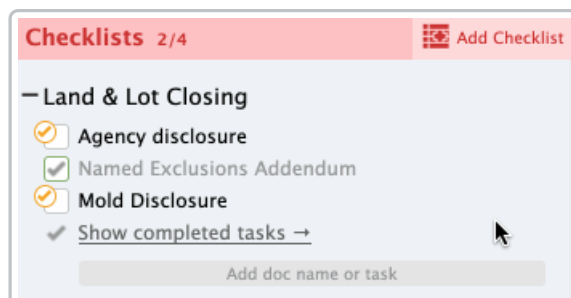 Checklists 2/4
Add Checklist
Land & Lot Closing
Agency disclosure
Named Exclusions Addendum
Mold Disclosure
Show completed tasks →
Add doc name or task